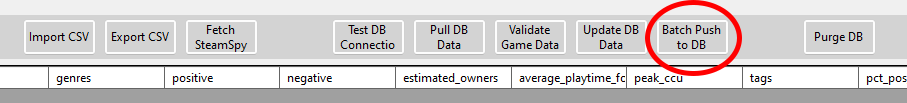 Import CSV
Export CSV
Fetch
SteamSpy
Test DB
Connectio
Pull DB
Data
Validate
Game Data
Update DB
Data
Batch Push
to DB
Purge DB
genres positive negative estimated_owners average_playtime_fc peak_ccu tags pct_pos